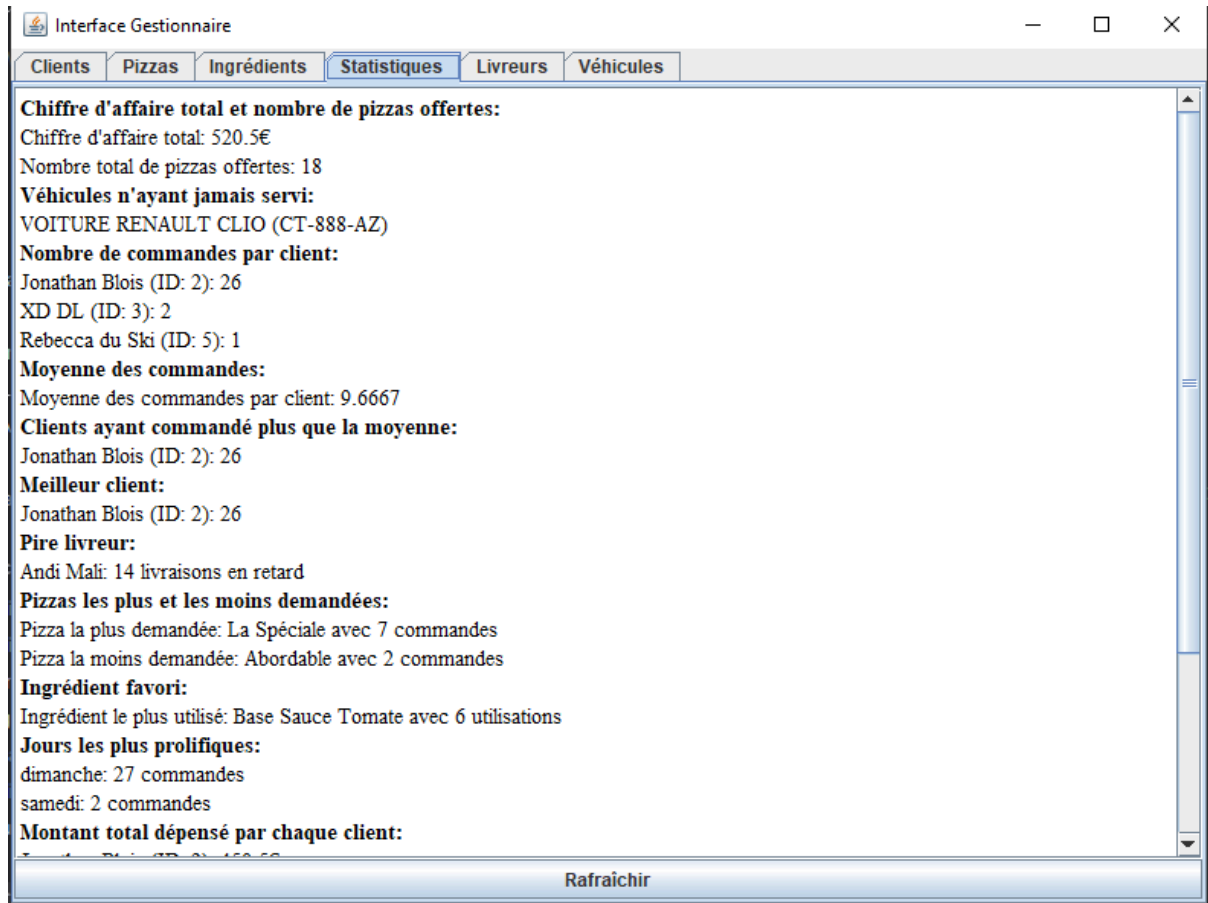 Interface Gestionnaire
Clients Pizzas Ingrédients Statistiques Livreurs Véhicules
Chiffre d'affaire total et nombre de pizzas offertes:
Chiffre d'affaire total: 520.5€
Nombre total de pizzas offertes: 18
Véhicules n'ayant jamais servi:
VOITURE RENAULT CLIO (CT-888-AZ)
Nombre de commandes par client:
Jonathan Blois (ID: 2): 26
XD DL (ID: 3): 2
Rebecca du Ski (ID: 5): 1
Moyenne des commandes:
Moyenne des commandes par client: 9.6667
Clients ayant commandé plus que la moyenne:
Jonathan Blois (ID: 2): 26
Meilleur client:
Jonathan Blois (ID: 2): 26
Pire livreur:
Andi Mali: 14 livraisons en retard
Pizzas les plus et les moins demandées:
Pizza la plus demandée: La Spéciale avec 7 commandes
Pizza la moins demandée: Abordable avec 2 commandes
Ingrédient favori:
Ingrédient le plus utilisé: Base Sauce Tomate avec 6 utilisations
Jours les plus prolifiques:
dimanche: 27 commandes
samedi: 2 commandes
Montant total dépensé par chaque client:
Rafraîchir